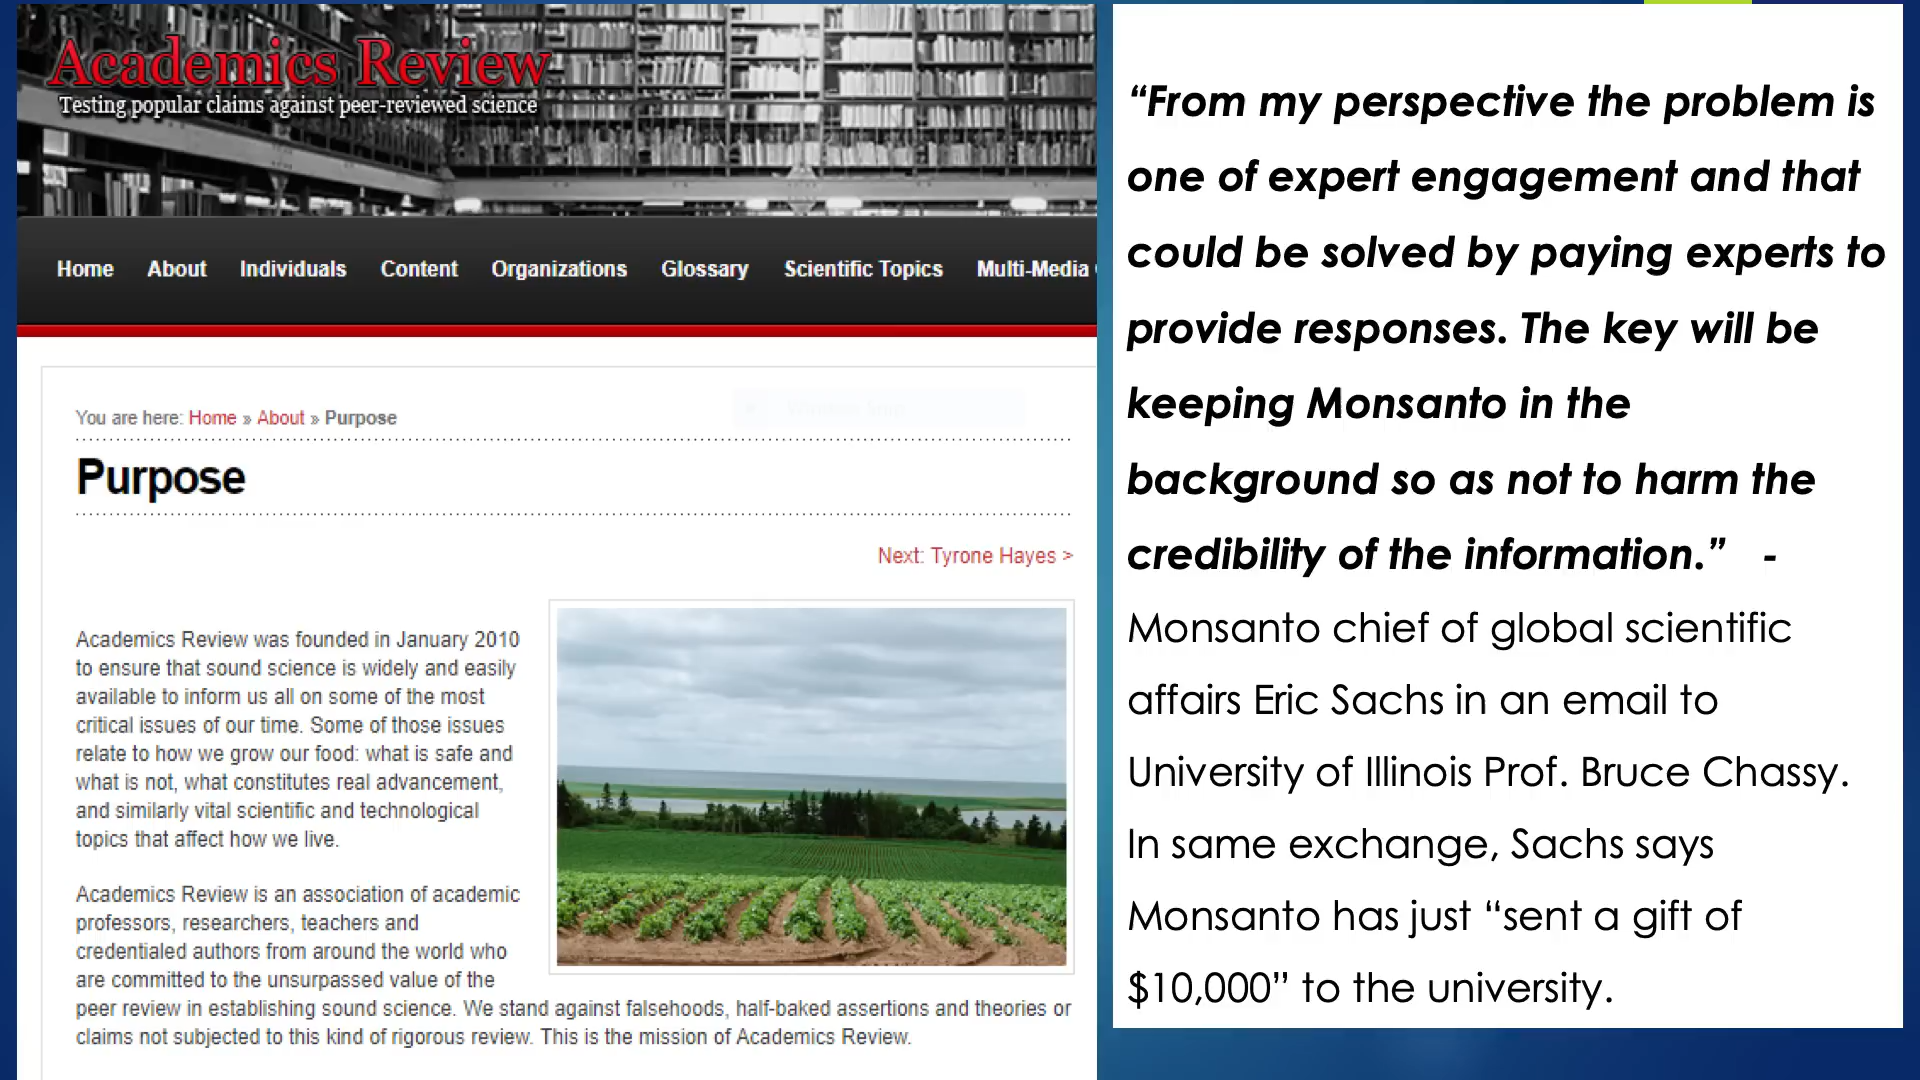 Academics Review
Testing popular claims against peer-reviewed science
Home About Individuals Content Organizations Glossary Scientific Topics Multi-Media
You are here: Home » About » Purpose
Purpose
Next: Tyrone Hayes >
Academics Review was founded in January 2010
to ensure that sound science is widely and easily
available to inform us all on some of the most
critical issues of our time. Some of those issues
relate to how we grow our food: what is safe and
what is not, what constitutes real advancement,
and similarly vital scientific and technological
topics that affect how we live.
Academics Review is an association of academic
professors, researchers, teachers and
credentialed authors from around the world who
are committed to the unsurpassed value of the
peer review in establishing sound science. We stand against falsehoods, half-baked assertions and theories or
claims not subjected to this kind of rigorous review. This is the mission of Academics Review.
“From my perspective the problem is
one of expert engagement and that
could be solved by paying experts to
provide responses. The key will be
keeping Monsanto in the
background so as not to harm the
credibility of the information.” -
Monsanto chief of global scientific
affairs Eric Sachs in an email to
University of Illinois Prof. Bruce Chassy.
In same exchange, Sachs says
Monsanto has just “sent a gift of
$10,000” to the university.